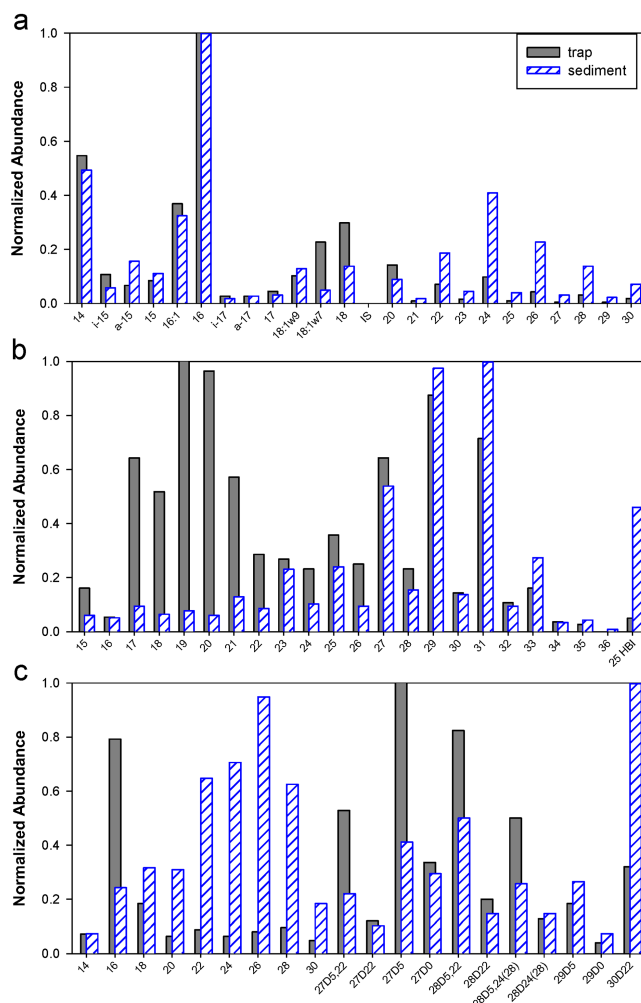 a
Normalized Abundance
1.0
0.8
0.6
0.4
0.2
0.0
trap
sediment
14 i-15 a-15 15 16:1 16 i-17 a-17 17 18:1w9 18:1w7 18 IS 20 21 22 23 24 25 26 27 28 29 30
b
Normalized Abundance
1.0
0.8
0.6
0.4
0.2
0.0
15 16 17 18 19 20 21 22 23 24 25 26 27 28 29 30 31 32 33 34 35 36 25 HBI
c
Normalized Abundance
1.0
0.8
0.6
0.4
0.2
0.0
14 16 18 20 22 24 26 28 30 27D5,22 27D22 27D5 27D0 28D5,22 28D22 28D5,24(28) 28D24(28) 29D5 29D0 30D22